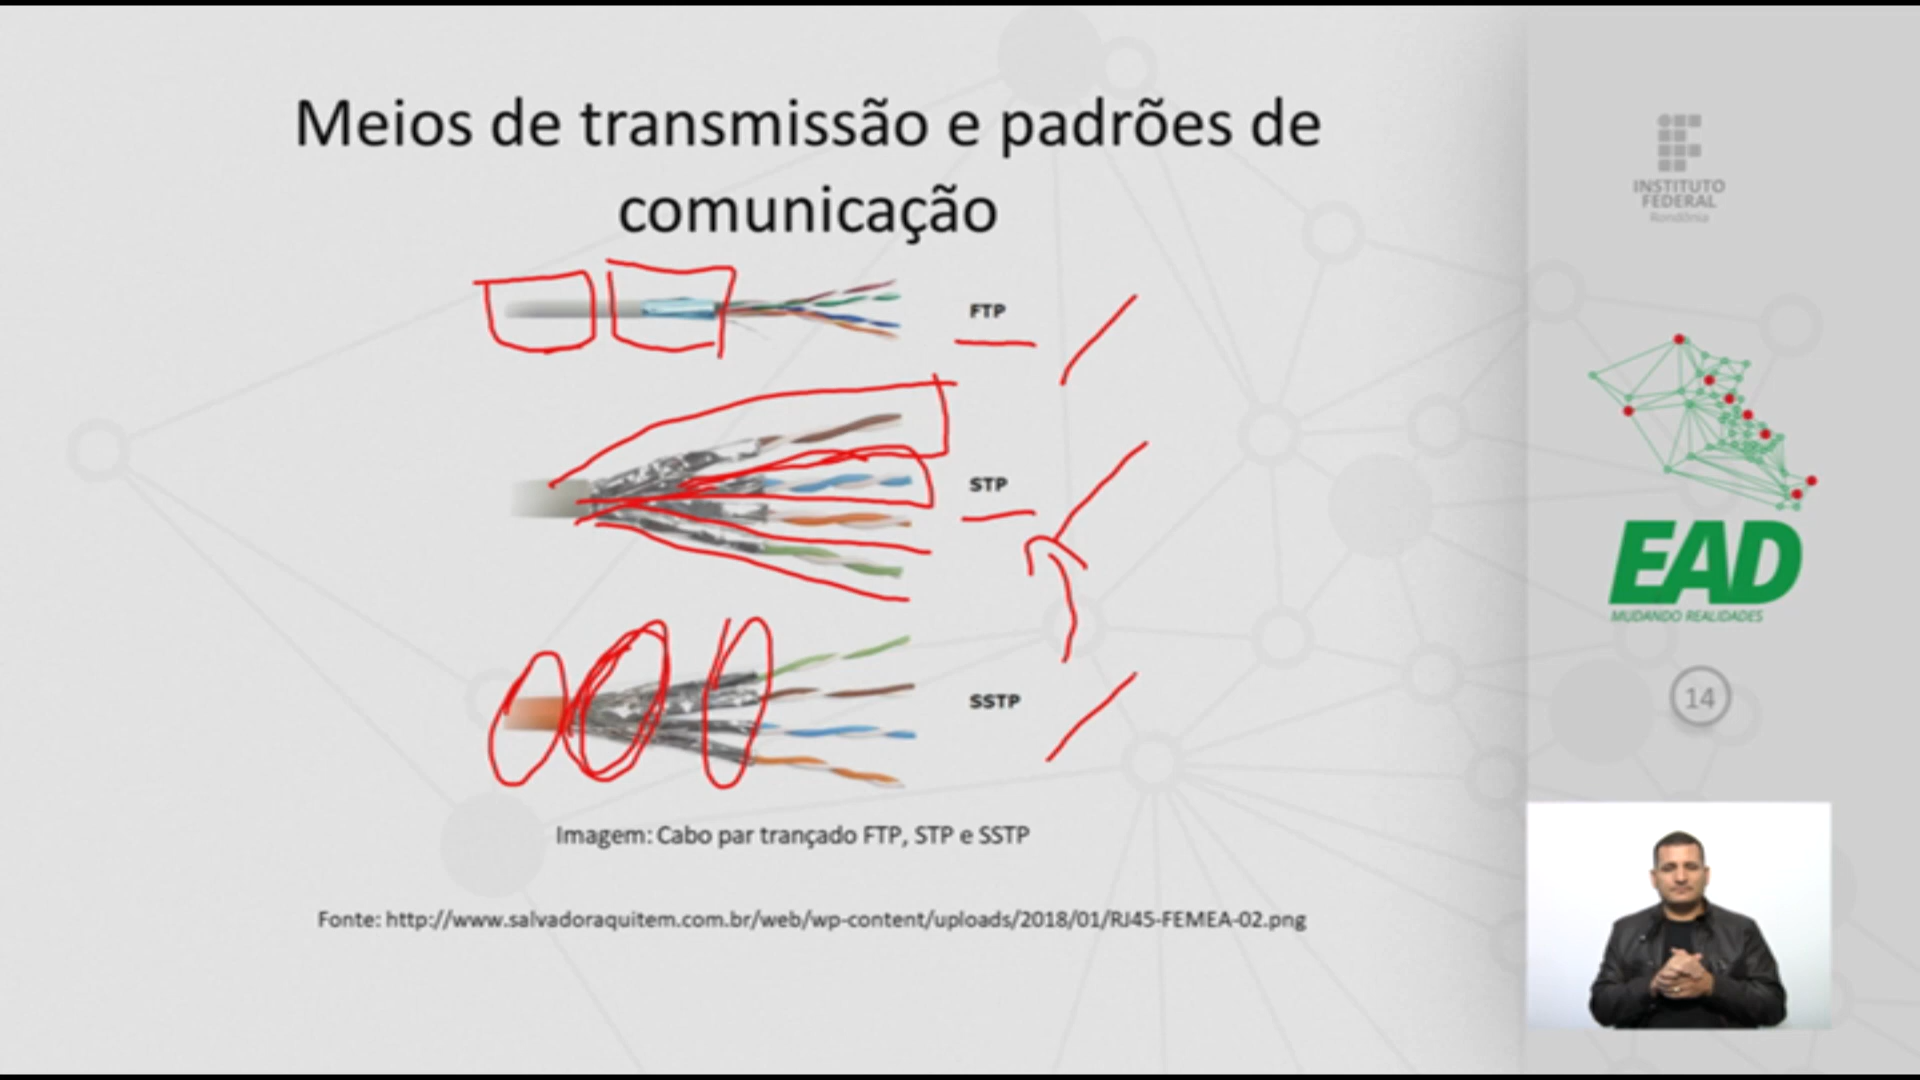 Meios de transmissão e padrões de
comunicação
FTP
STP
SSTP
Imagem: Cabo par trançado FTP, STP e SSTP
Fonte: http://www.salvadoraquitem.com.br/web/wp-content/uploads/2018/01/RJ45-FEMEA-02.png
INSTITUTO
FEDERAL
Rondônia
EAD
MUDANDO REALIDADES
14